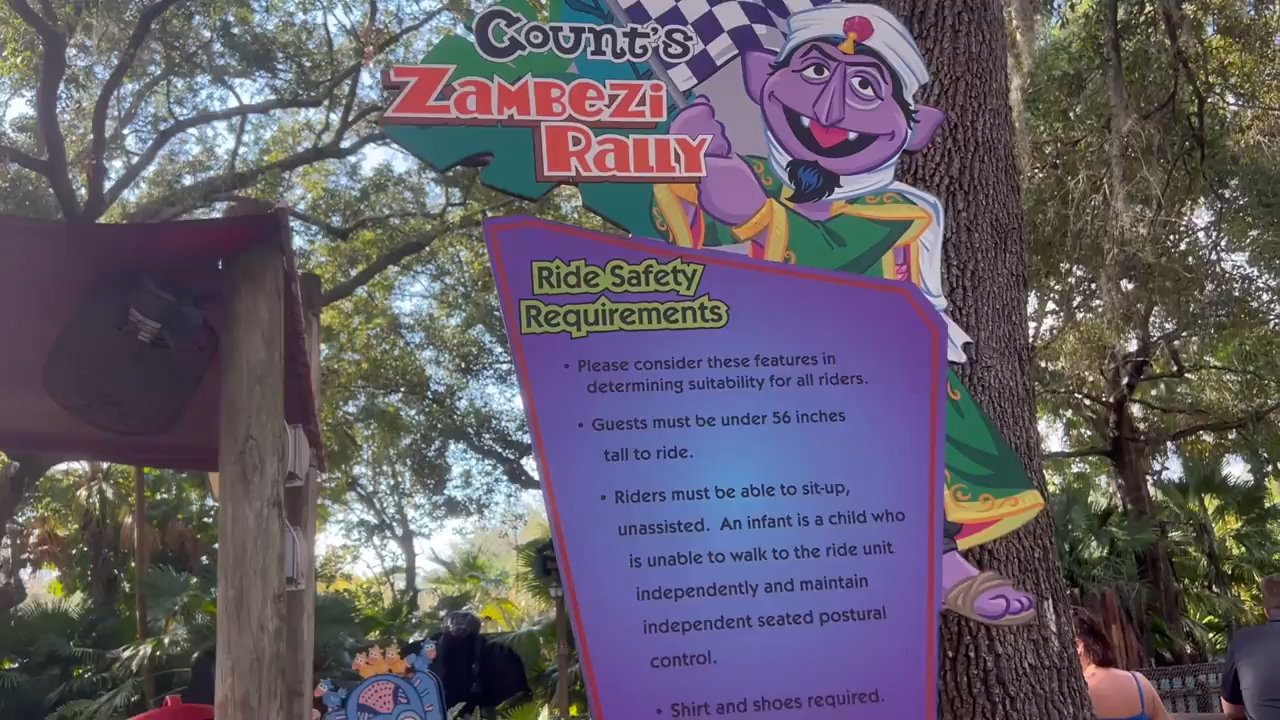 Count's
Zambezi
Rally
Ride Safety
Requirements
• Please consider these features in
determining suitability for all riders.
• Guests must be under 56 inches
tall to ride.
• Riders must be able to sit-up,
unassisted. An infant is a child who
is unable to walk to the ride unit
independently and maintain
independent seated postural
control.
• Shirt and shoes required.